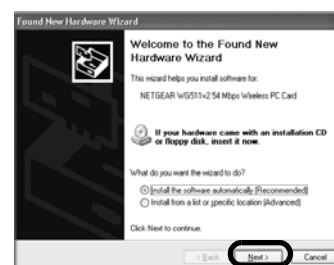 Found New Hardware Wizard
Welcome to the Found New
Hardware Wizard
This wizard helps you install software for:
NETGEAR WG511v2 54 Mbps Wireless PC Card
If your hardware came with an installation CD
or floppy disk, insert it now.
What do you want the wizard to do?
Install the software automatically (Recommended)
Install from a list or specific location (Advanced)
Click Next to continue.
< Back
Next >
Cancel